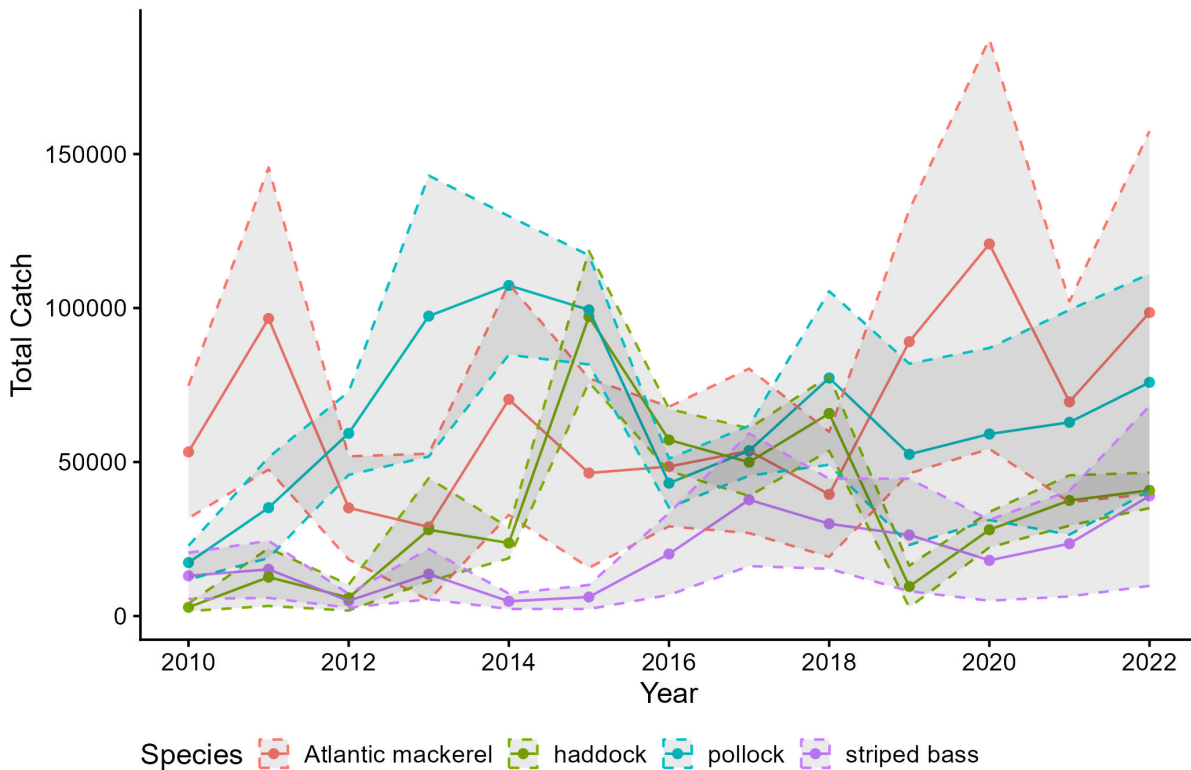 Total Catch
150000
100000
50000
0
2010 2012 2014 2016 2018 2020 2022
Year
Species Atlantic mackerel haddock pollock striped bass